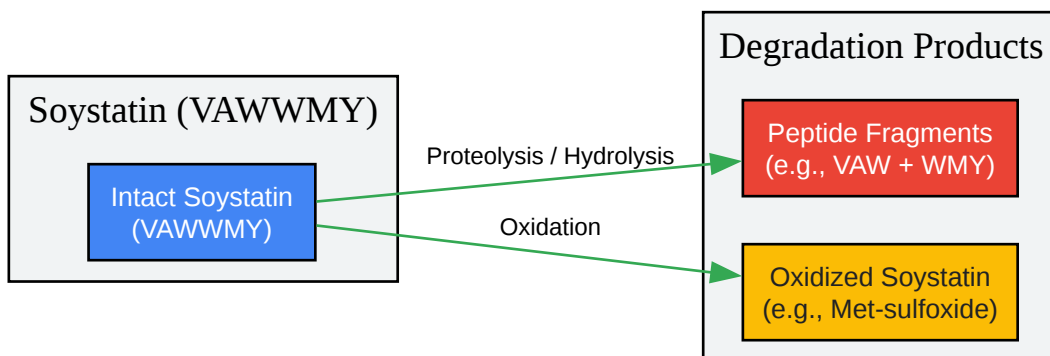 Soystatin (VAWWMY)
Intact Soystatin
(VAWWMY)
Proteolysis / Hydrolysis
Oxidation
Degradation Products
Peptide Fragments
(e.g., VAW + WMY)
Oxidized Soystatin
(e.g., Met-sulfoxide)